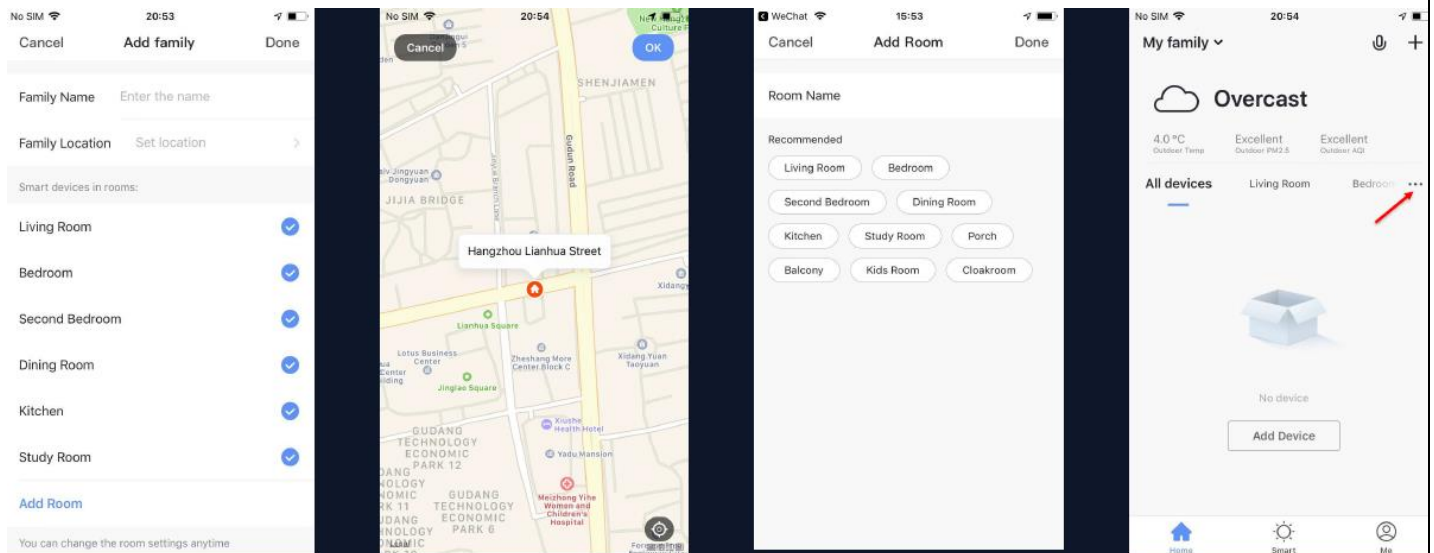 No SIM 20:53
Cancel Add family Done
Family Name Enter the name
Family Location Set location
Smart devices in rooms:
Living Room
Bedroom
Second Bedroom
Dining Room
Kitchen
Study Room
Add Room
You can change the room settings anytime
No SIM 20:54
Cancel OK
SHENJIAMEN
Gudun Road
Dongyuan
JIJIA BRIDGE
Hangzhou Lianhua Street
Lianhua Square
Lotus Business
Center
Zheshang More
Center Block C
Xidang Yuan
Taoyuan
Jingjiao Square
Xiushe
Health Hotel
GUDANG
TECHNOLOGY
ECONOMIC
PARK 12
Yadu Mansion
GUDANG
TECHNOLOGY
ECONOMIC
PARK 6
Meizhong Yihe
Women and
Children's
Hospital
WeChat 15:53
Cancel Add Room Done
Room Name
Recommended
Living Room Bedroom
Second Bedroom Dining Room
Kitchen Study Room Porch
Balcony Kids Room Cloakroom
No SIM 20:54
My family
Overcast
4.0 °C Excellent Excellent
Outdoor Temp Outdoor PM2.5 Outdoor AQI
All devices Living Room Bedroom
No device
Add Device
Home Smart Me